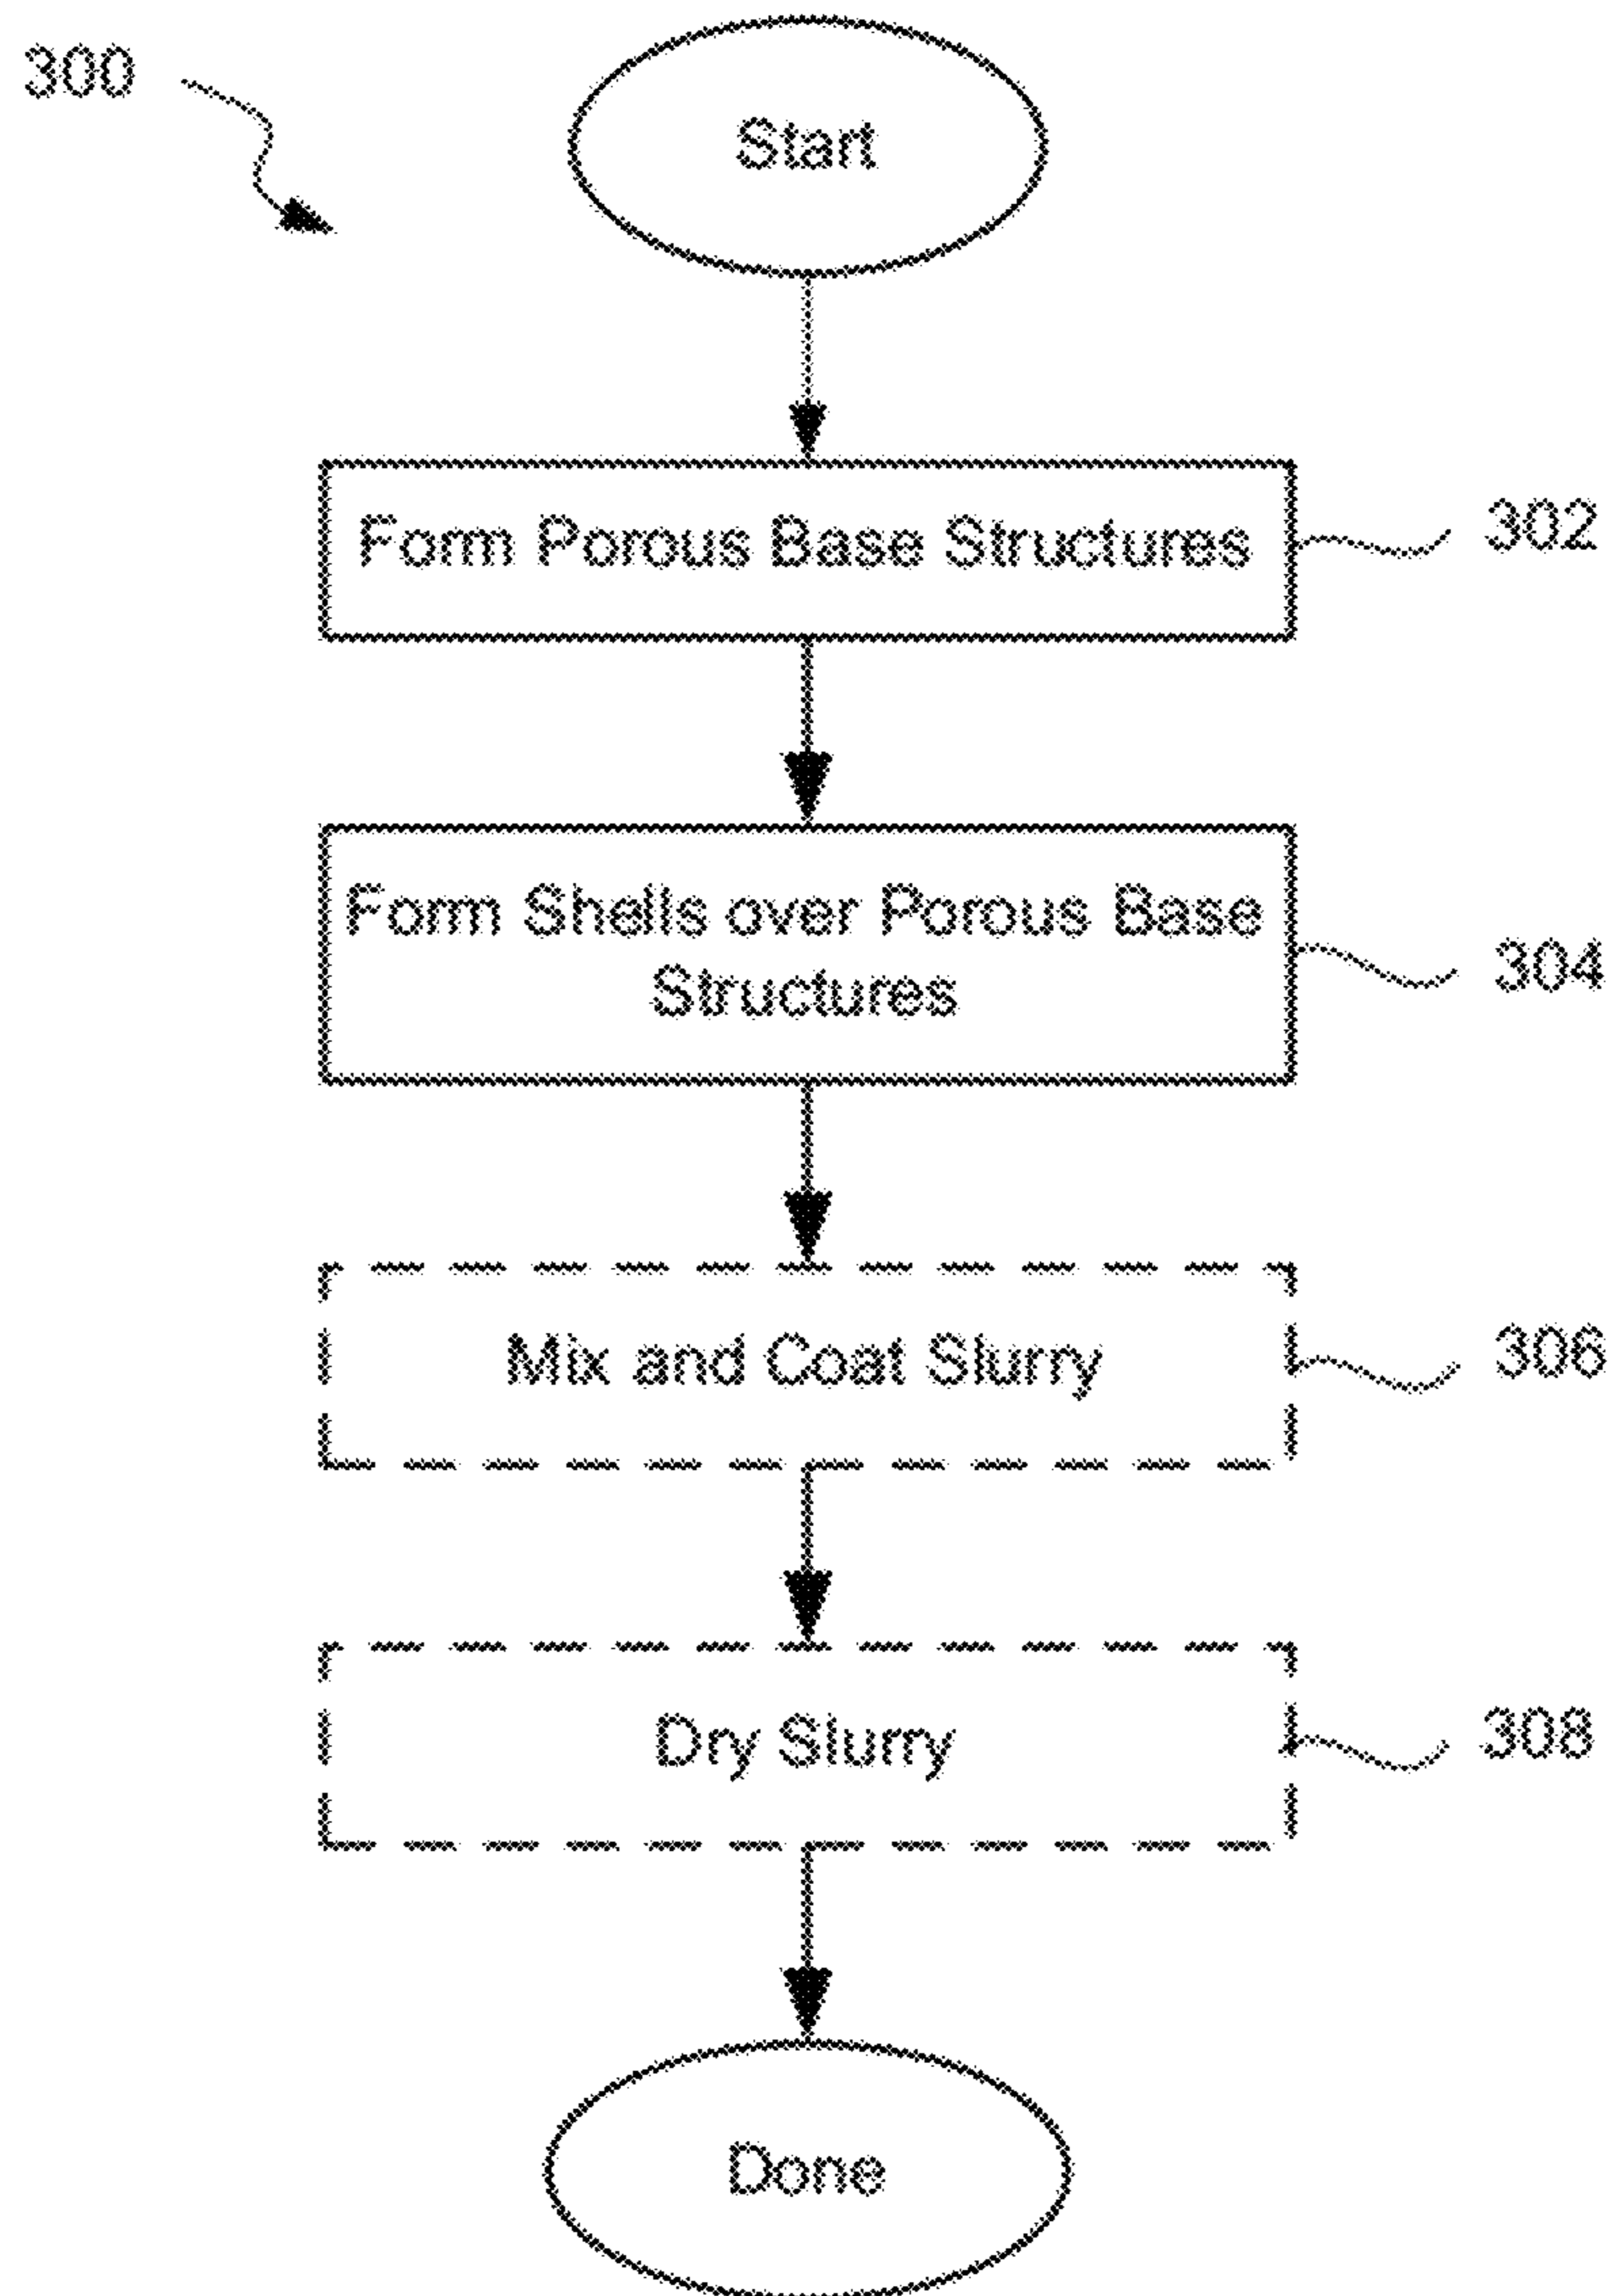 300
Start
Form Porous Base Structures
302
Form Shells over Porous Base
Structures
304
Mix and Coat Slurry
306
Dry Slurry
308
Done